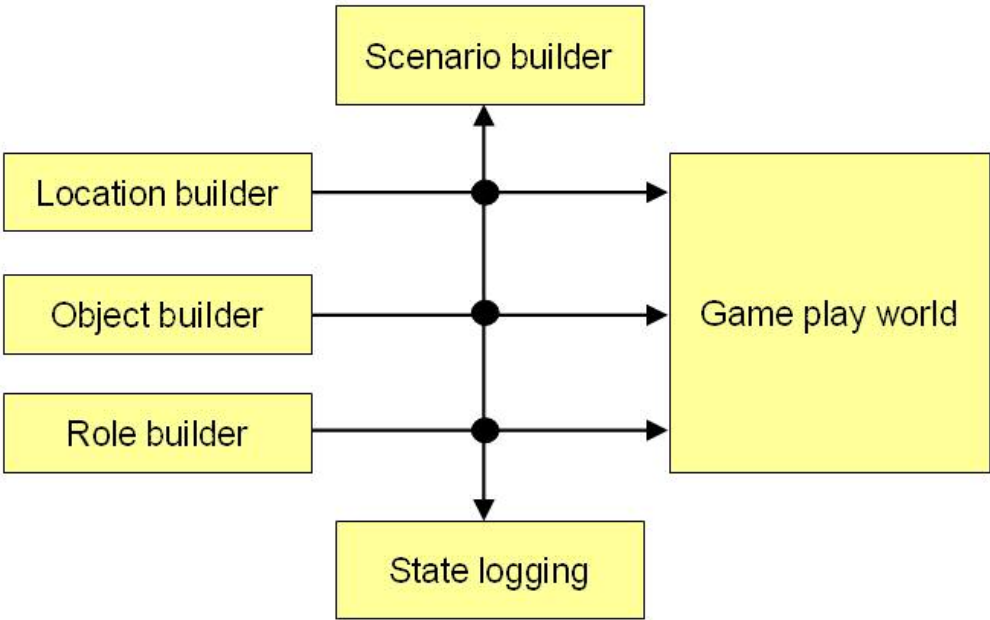 Scenario builder
Location builder
Object builder
Game play world
Role builder
State logging